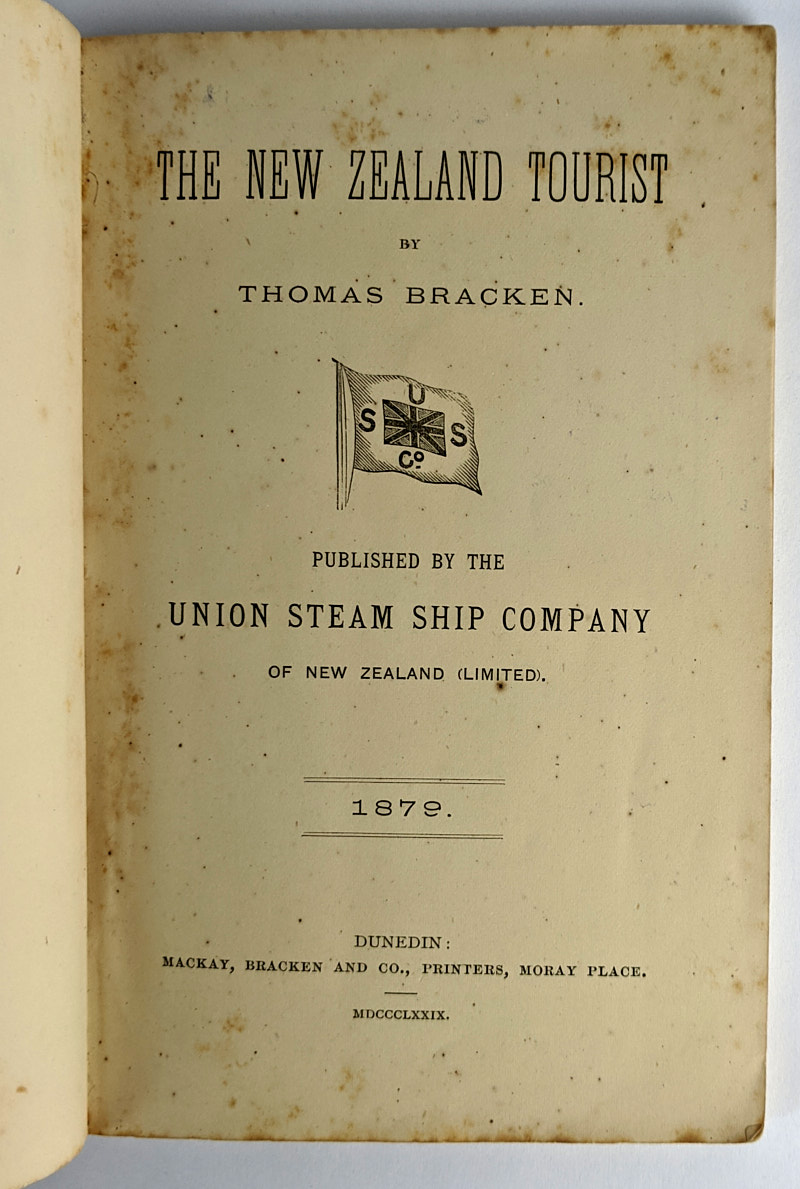 THE NEW ZEALAND TOURIST
BY
THOMAS BRACKEN.
U
S S
Co.
PUBLISHED BY THE
UNION STEAM SHIP COMPANY
OF NEW ZEALAND (LIMITED).
1879.
DUNEDIN:
MACKAY, BRACKEN AND CO., PRINTERS, MORAY PLACE.
MDCCCLXXIX.